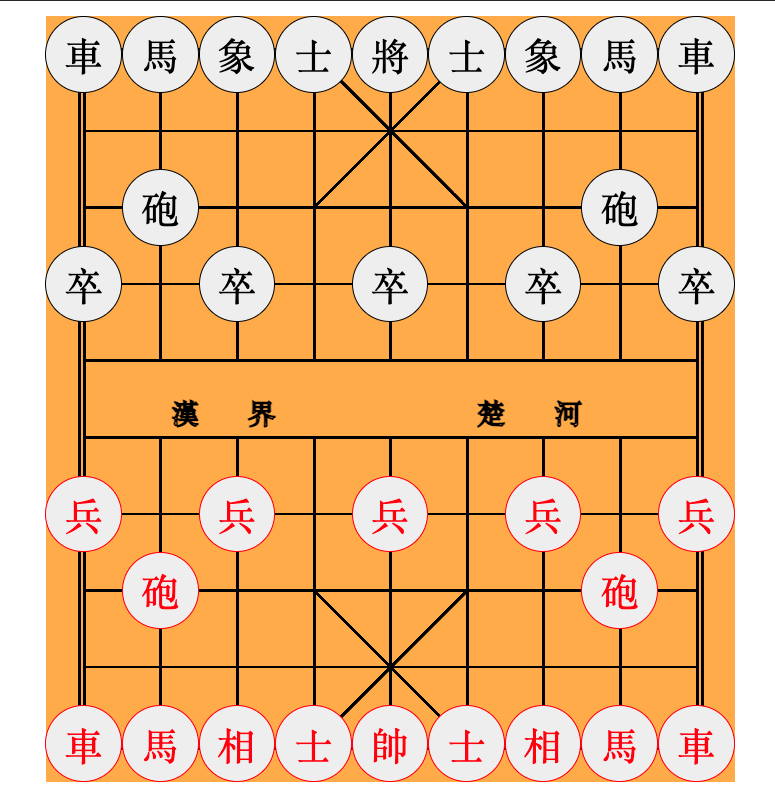 車馬象士將士象馬車
砲砲
卒卒卒卒卒
漢界 楚河
兵兵兵兵兵
砲砲
車馬相士帥士相馬車